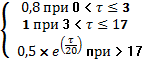 0,8 при 0 < τ ≤ 3
1 при 3 < τ ≤ 17
0,5 × e^(τ/20) при > 17